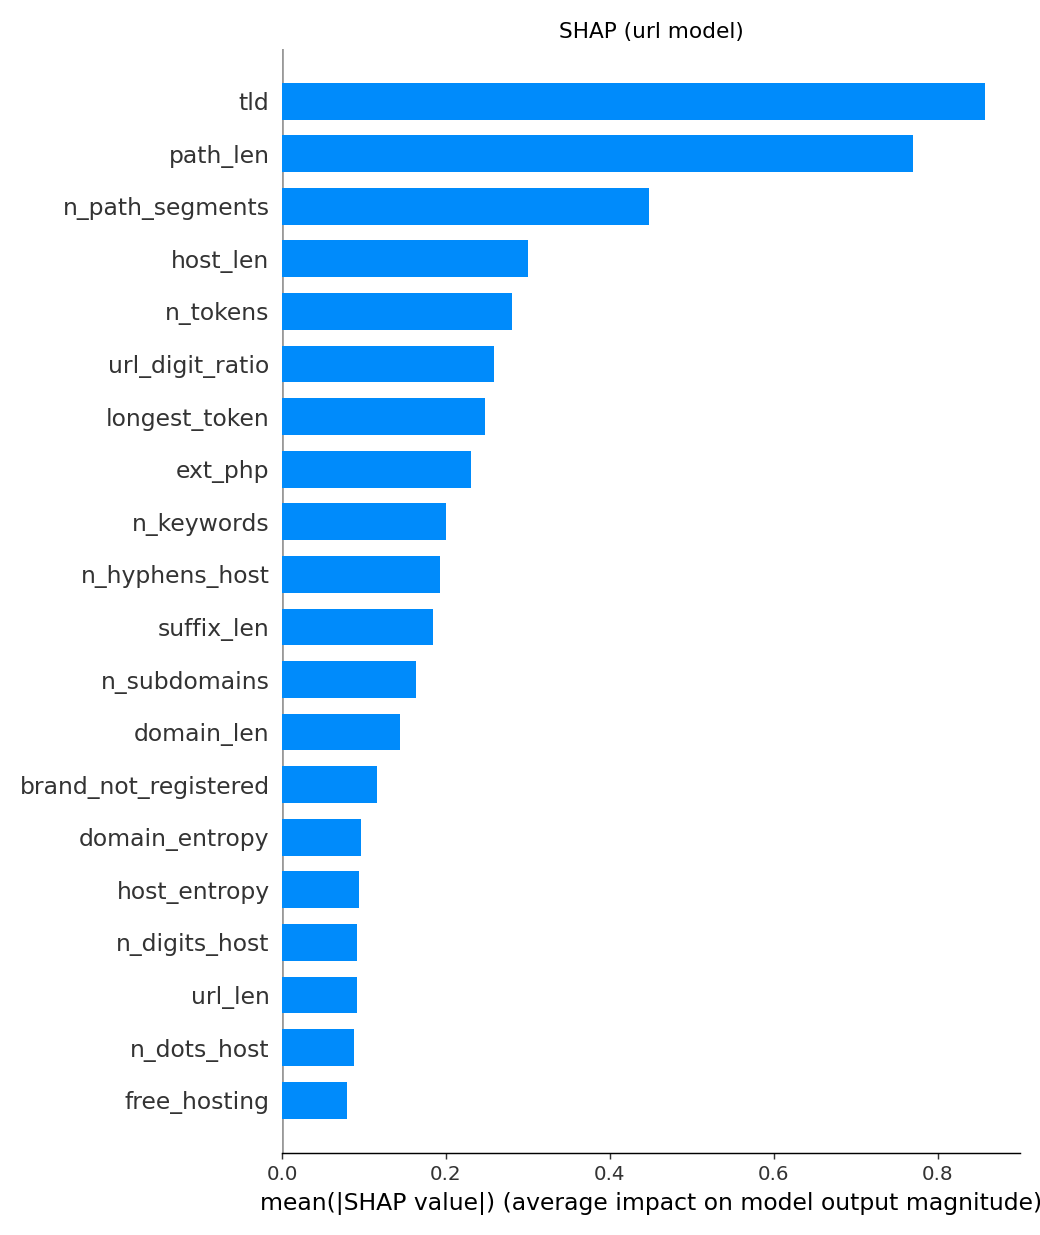 SHAP (url model)
tld
path_len
n_path_segments
host_len
n_tokens
url_digit_ratio
longest_token
ext_php
n_keywords
n_hyphens_host
suffix_len
n_subdomains
domain_len
brand_not_registered
domain_entropy
host_entropy
n_digits_host
url_len
n_dots_host
free_hosting
0.0 0.2 0.4 0.6 0.8
mean(|SHAP value|) (average impact on model output magnitude)